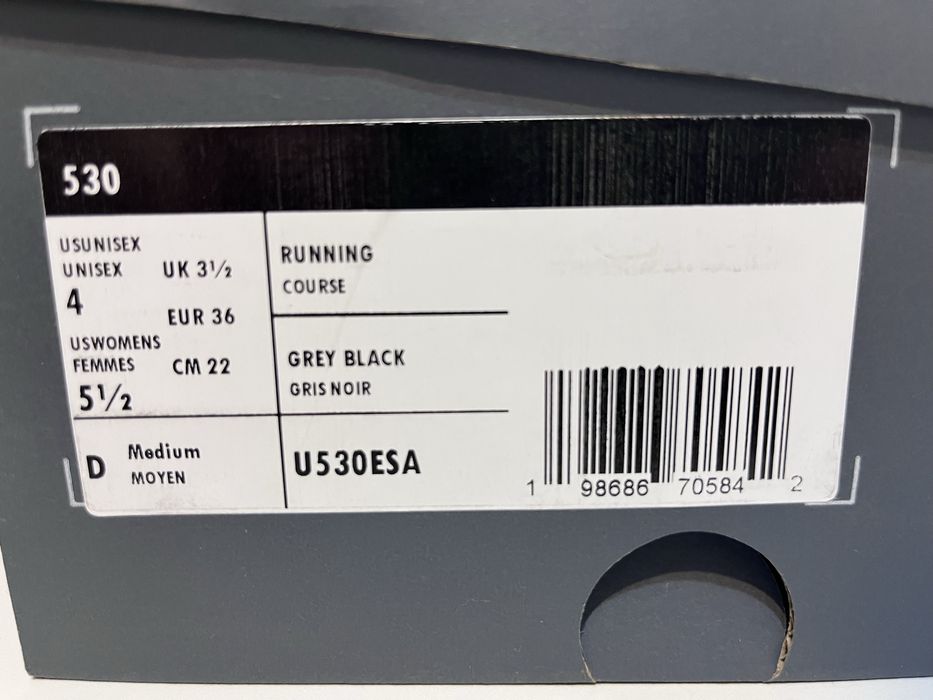 530
USUNISEX
UNISEX UK 3½
4
EUR 36
USWOMENS
FEMMES CM 22
5½
D Medium
MOYEN
RUNNING
COURSE
GREY BLACK
GRIS NOIR
U530ESA
1 98686 70584 2